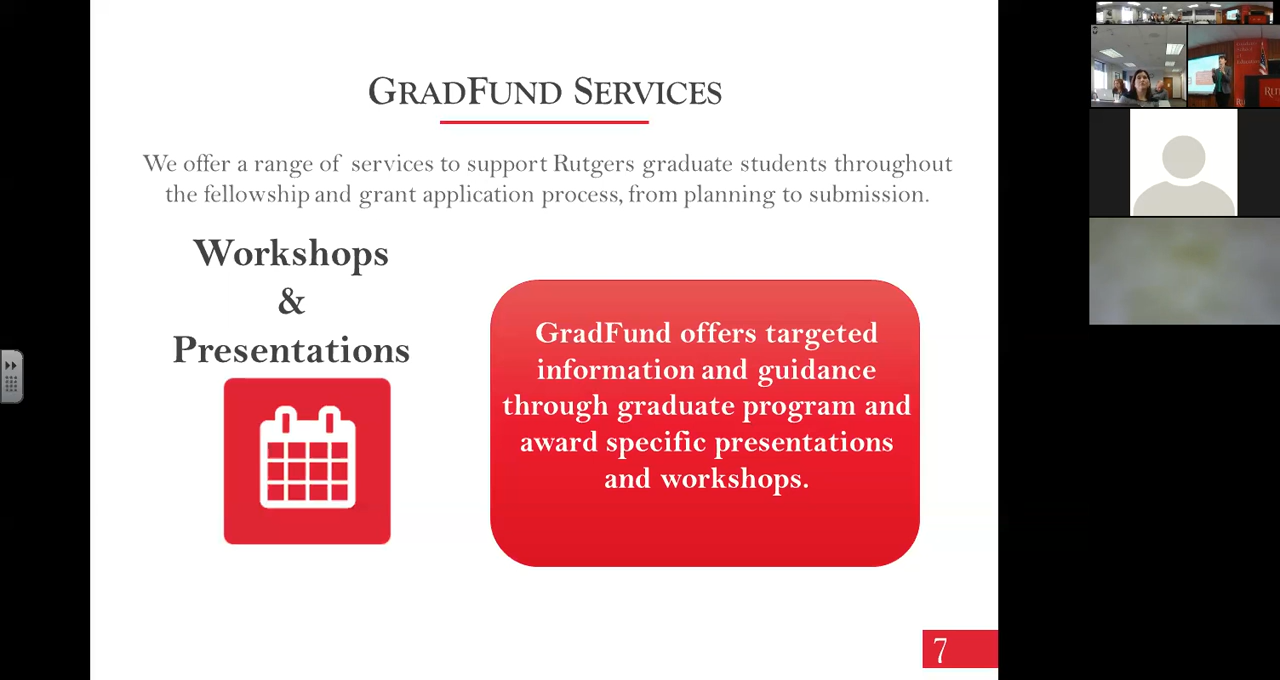 GRADFUND SERVICES
We offer a range of services to support Rutgers graduate students throughout
the fellowship and grant application process, from planning to submission.
Workshops
&
Presentations
GradFund offers targeted
information and guidance
through graduate program and
award specific presentations
and workshops.
7